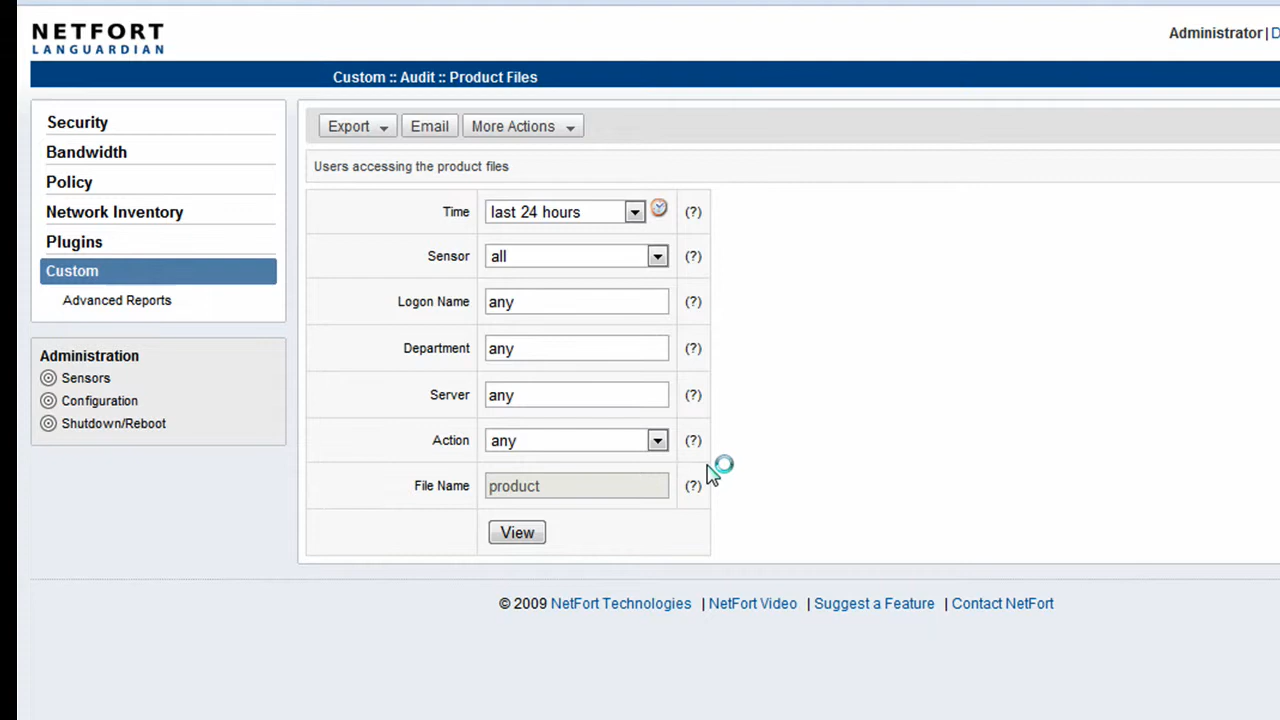 NETFORT
LANGUARDIAN
Administrator|
Custom :: Audit :: Product Files
Security
Bandwidth
Policy
Network Inventory
Plugins
Custom
Advanced Reports
Administration
Sensors
Configuration
Shutdown/Reboot
Export Email More Actions
Users accessing the product files
Time last 24 hours (?)
Sensor all (?)
Logon Name any (?)
Department any (?)
Server any (?)
Action any (?)
File Name product (?)
View
© 2009 NetFort Technologies | NetFort Video | Suggest a Feature | Contact NetFort